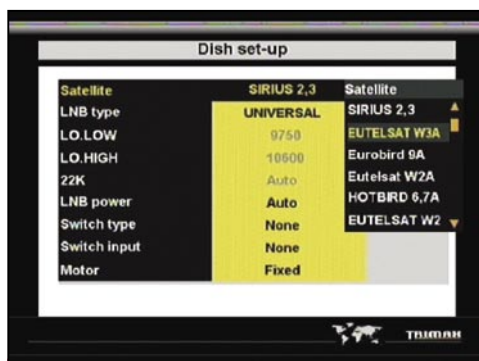 Dish set-up
Satellite SIRIUS 2,3 Satellite
LNB type UNIVERSAL SIRIUS 2,3
LO.LOW 9750 EUTELSAT W3A
LO.HIGH 10600 Eurobird 9A
22K Auto Eutelsat W2A
LNB power Auto HOTBIRD 6,7A
Switch type None EUTELSAT W2
Switch input None
Motor Fixed
TRIMAX